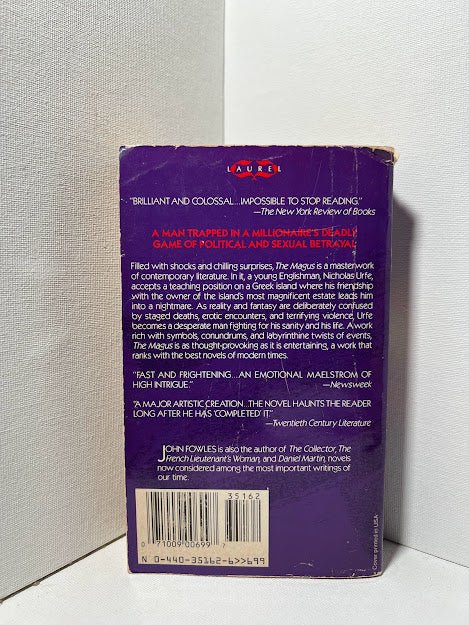 LAUREL
"BRILLIANT AND COLOSSAL...IMPOSSIBLE TO STOP READING."
—The New York Review of Books
A MAN TRAPPED IN A MILLIONAIRE'S DEADLY
GAME OF POLITICAL AND SEXUAL BETRAYAL
Filled with shocks and chilling surprises, The Magus is a masterwork
of contemporary literature. In it, a young Englishman, Nicholas Urfe,
accepts a teaching position on a Greek island where his friendship
with the owner of the island's most magnificent estate leads him
into a nightmare. As reality and fantasy are deliberately confused
by staged deaths, erotic encounters, and terrifying violence, Urfe
becomes a desperate man fighting for his sanity and his life. A work
rich with symbols, conundrums, and labyrinthine twists of events,
The Magus is as thought-provoking as it is entertaining, a work that
ranks with the best novels of modern times.
"FAST AND FRIGHTENING...AN EMOTIONAL MAELSTROM OF
HIGH INTRIGUE."
—Newsweek
"A MAJOR ARTISTIC CREATION...THE NOVEL HAUNTS THE READER
LONG AFTER HE HAS 'COMPLETED' IT."
—Twentieth Century Literature
JOHN FOWLES is also the author of The Collector, The
French Lieutenant's Woman, and Daniel Martin, novels
now considered among the most important writings of
our time.
35162
0 71009 00699 7
N 0-440-35162-6>>699
Cover printed in USA